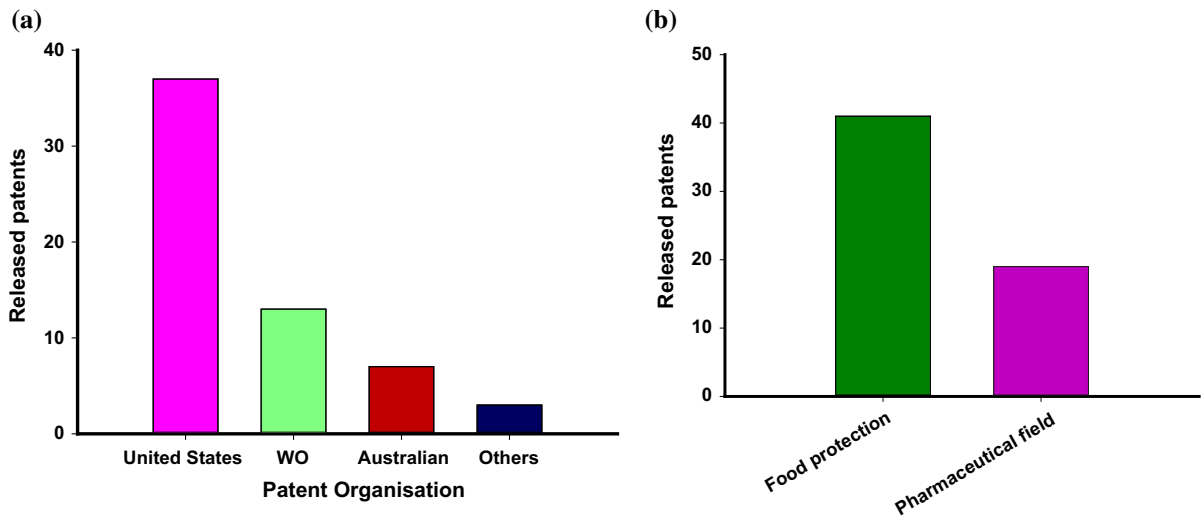 (a)
Released patents
40
30
20
10
0
United States
WO
Australian
Others
Patent Organisation
(b)
Released patents
50
40
30
20
10
0
Food protection
Pharmaceutical field